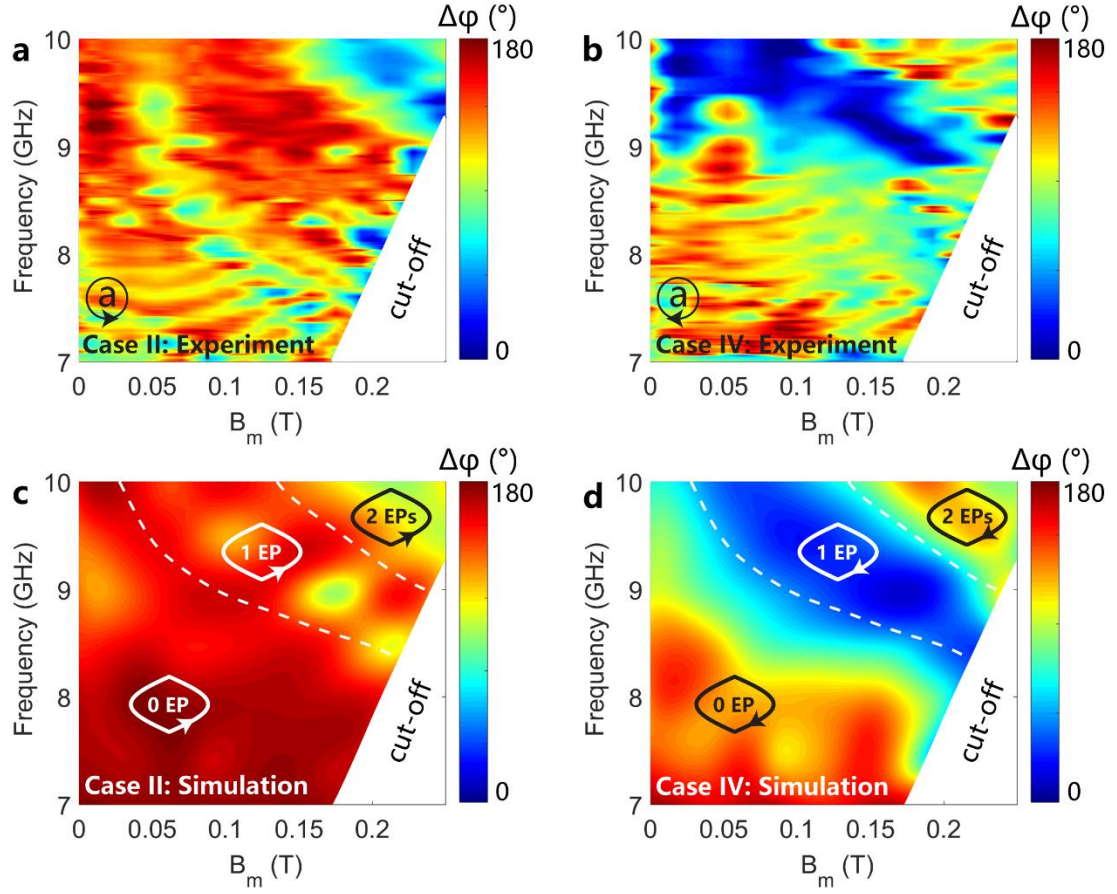 a
Δφ (°)
180
0
10
9
8
7
Frequency (GHz)
a
Case II: Experiment
cut-off
0
0.05
0.1
0.15
0.2
B_m (T)
b
Δφ (°)
180
0
10
9
8
7
Frequency (GHz)
a
Case IV: Experiment
cut-off
0
0.05
0.1
0.15
0.2
B_m (T)
c
Δφ (°)
180
0
10
9
8
7
Frequency (GHz)
2 EPs
1 EP
0 EP
Case II: Simulation
cut-off
0
0.05
0.1
0.15
0.2
B_m (T)
d
Δφ (°)
180
0
10
9
8
7
Frequency (GHz)
2 EPs
1 EP
0 EP
Case IV: Simulation
cut-off
0
0.05
0.1
0.15
0.2
B_m (T)